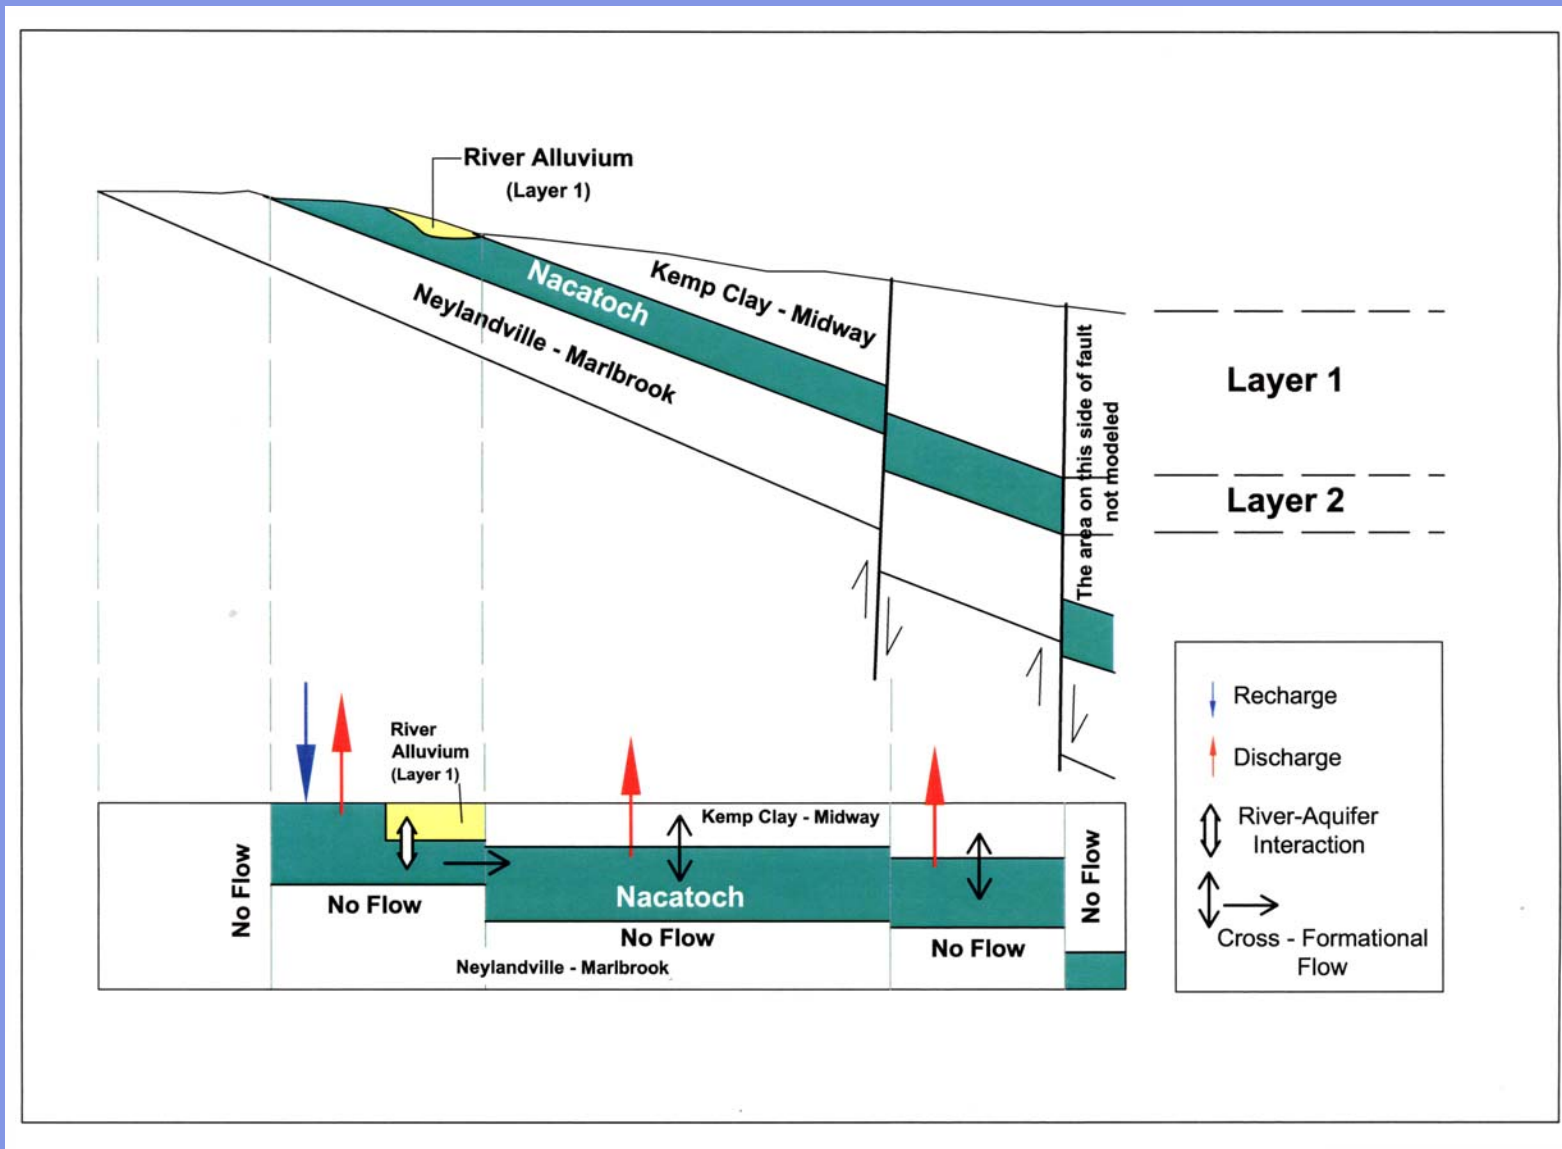 River Alluvium
(Layer 1)
Nacatoch
Kemp Clay - Midway
Neylandville - Marlbrook
The area on this side of fault
not modeled
Layer 1
Layer 2
River
Alluvium
(Layer 1)
Kemp Clay - Midway
No Flow
No Flow
Nacatoch
No Flow
No Flow
No Flow
Neylandville - Marlbrook
Recharge
Discharge
River-Aquifer
Interaction
Cross - Formational
Flow